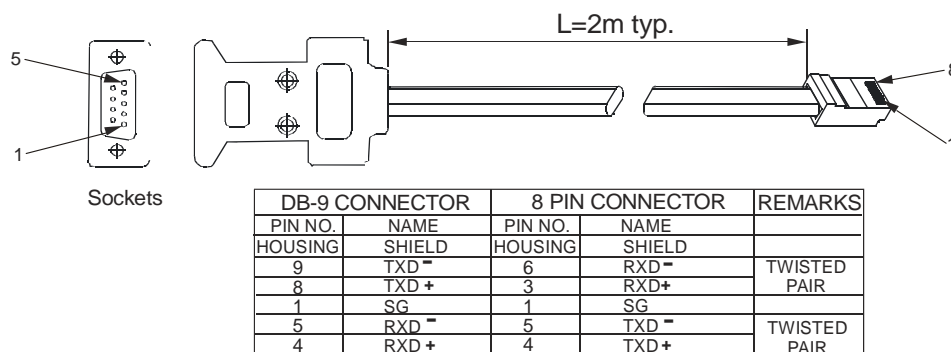 L=2m typ.
5
8
1
1
Sockets
DB-9 CONNECTOR 8 PIN CONNECTOR REMARKS
PIN NO. NAME PIN NO. NAME
HOUSING SHIELD HOUSING SHIELD
9 TXD - 6 RXD - TWISTED
8 TXD + 3 RXD+ PAIR
1 SG 1 SG
5 RXD - 5 TXD - TWISTED
4 RXD + 4 TXD + PAIR